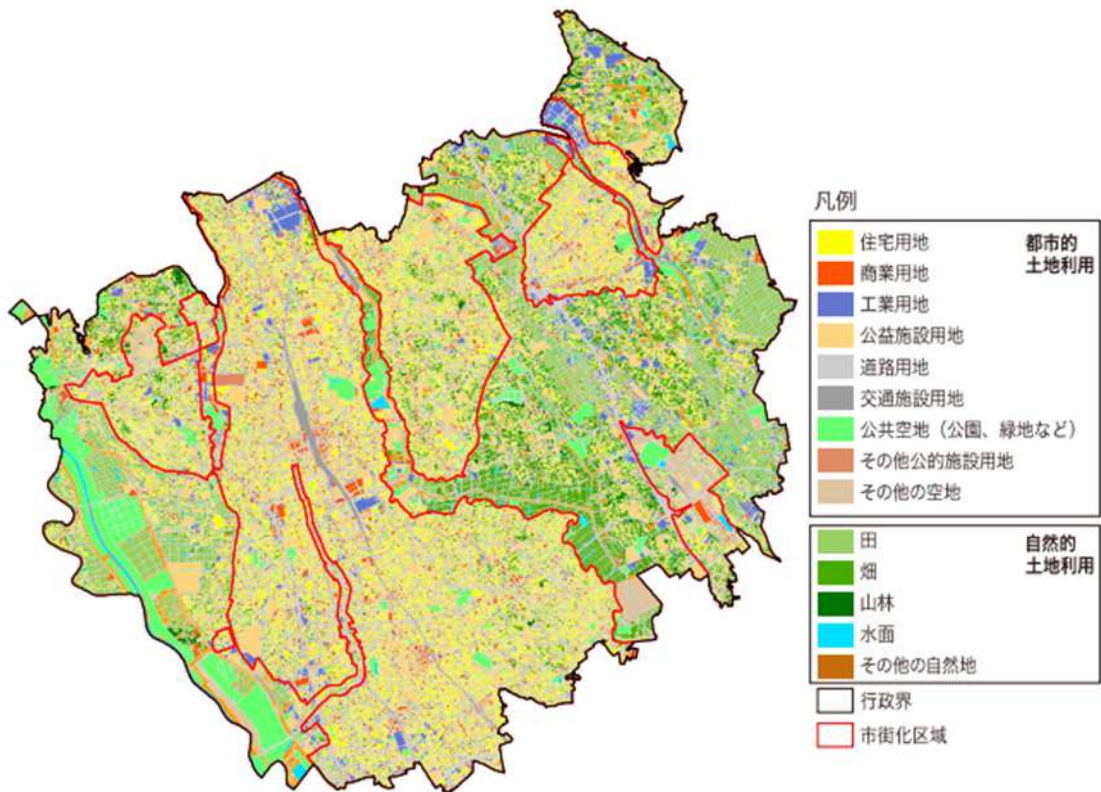 凡例
住宅用地
都市的
土地利用
商業用地
工業用地
公益施設用地
道路用地
交通施設用地
公共空地（公園、緑地など）
その他公的施設用地
その他の空地
田
自然的
土地利用
畑
山林
水面
その他の自然地
行政界
市街化区域